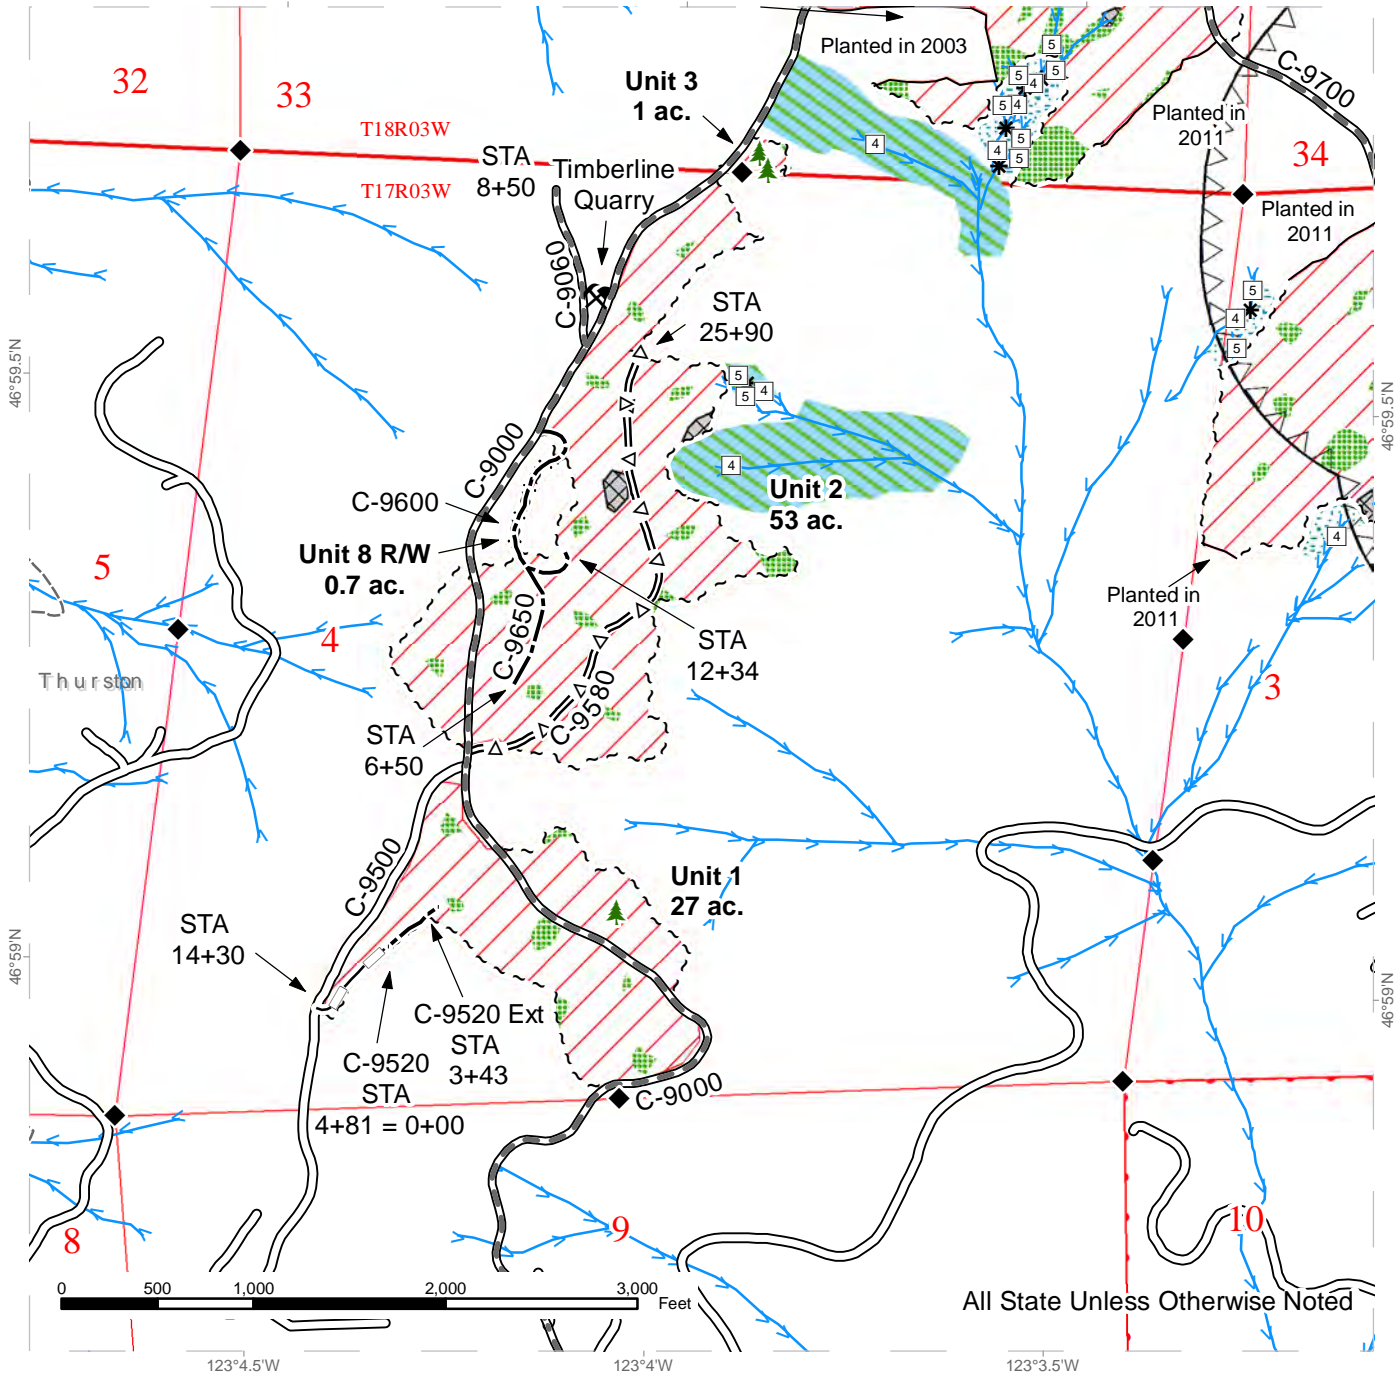 Planted in 2003
32
33
Unit 3
1 ac.
C-9700
T18R03W
T17R03W
STA
8+50
Timberline
Quarry
Planted in
2011
34
Planted in
2011
5
5
5
4
5
4
5
4
5
4
C-9060
STA
25+90
5
4
5
46°59.5'N
46°59.5'N
5
4
5
4
C-9000
C-9600
Unit 2
53 ac.
Unit 8 R/W
0.7 ac.
4
5
4
Planted in
2011
C-9650
STA
12+34
Thurston
C-9580
3
STA
6+50
C-9500
Unit 1
27 ac.
STA
14+30
46°59'N
46°59'N
C-9520 Ext
STA
3+43
C-9520
STA
4+81 = 0+00
C-9000
8
9
10
0
500
1,000
2,000
3,000
Feet
All State Unless Otherwise Noted
123°4.5'W
123°4'W
123°3.5'W